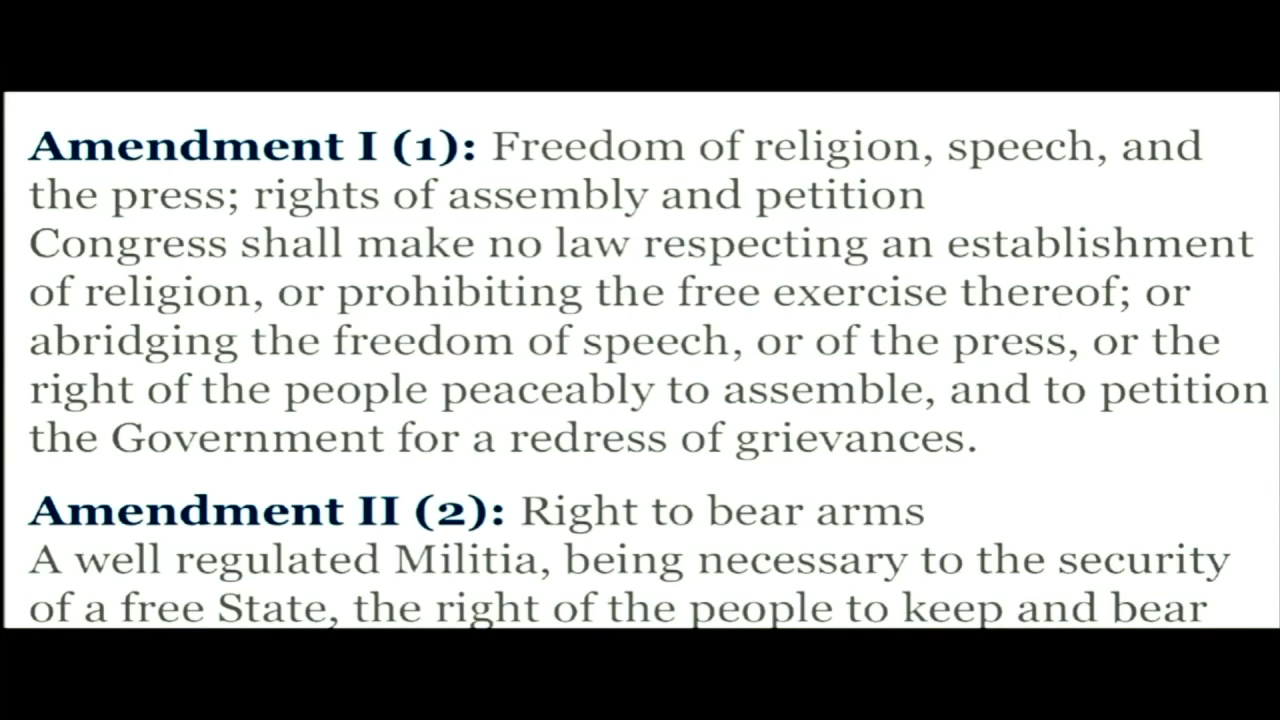 Amendment I (1): Freedom of religion, speech, and
the press; rights of assembly and petition
Congress shall make no law respecting an establishment
of religion, or prohibiting the free exercise thereof; or
abridging the freedom of speech, or of the press, or the
right of the people peaceably to assemble, and to petition
the Government for a redress of grievances.
Amendment II (2): Right to bear arms
A well regulated Militia, being necessary to the security
of a free State, the right of the people to keep and bear